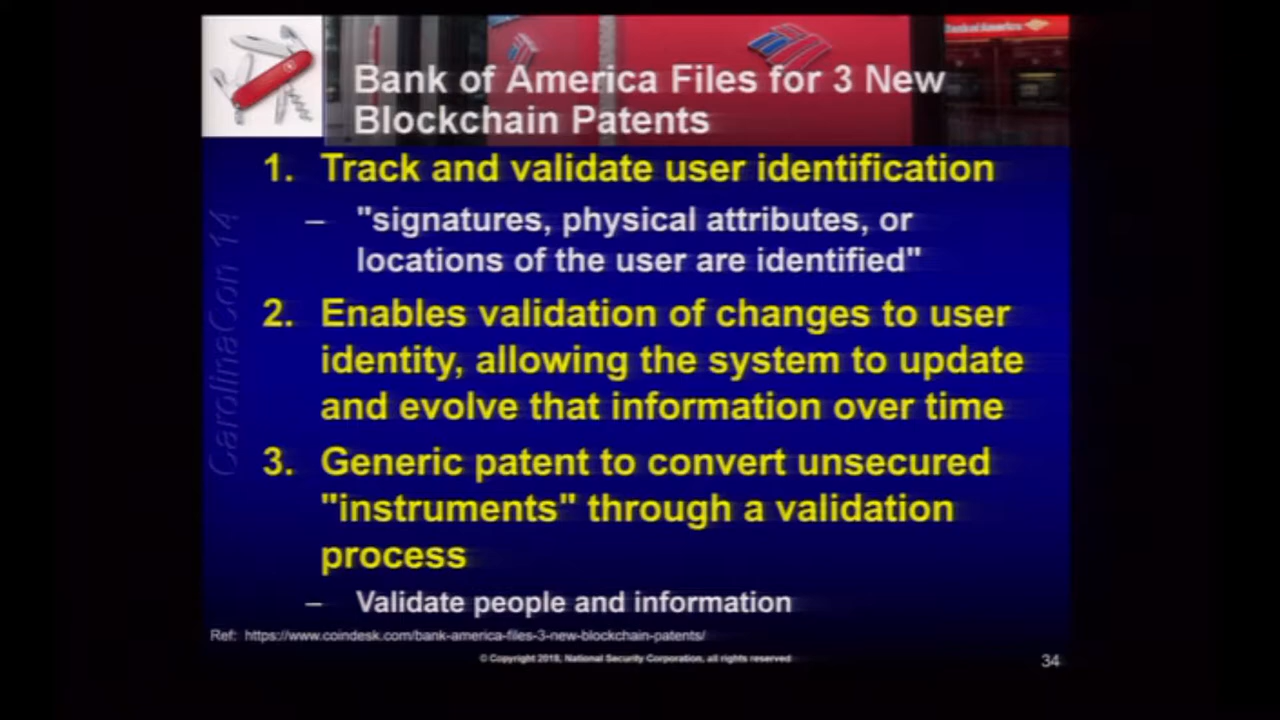 Bank of America
Bank of America Files for 3 New
Blockchain Patents
1. Track and validate user identification
– "signatures, physical attributes, or
locations of the user are identified"
2. Enables validation of changes to user
identity, allowing the system to update
and evolve that information over time
3. Generic patent to convert unsecured
"instruments" through a validation
process
– Validate people and information
Ref: https://www.coindesk.com/bank-america-files-3-new-blockchain-patents/
© Copyright 2018, National Security Corporation, all rights reserved
34
CarolinaCon 14